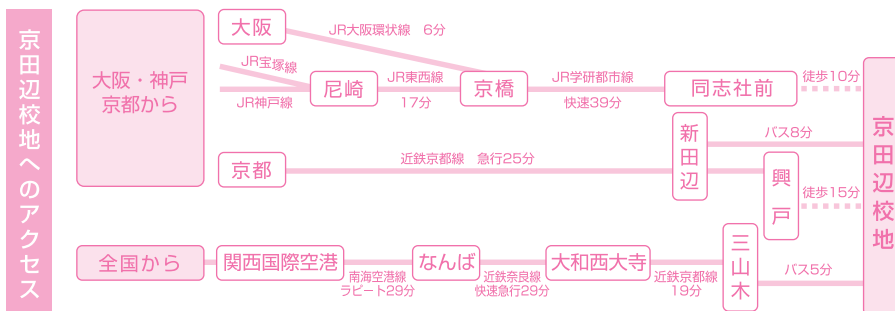 京田辺校地へのアクセス
大阪・神戸
京都から
大阪
JR大阪環状線 6分
JR宝塚線
JR神戸線
尼崎
JR東西線
17分
京橋
JR学研都市線
快速39分
同志社前
徒歩10分
京都
近鉄京都線 急行25分
新田辺
バス8分
興戸
徒歩15分
全国から
関西国際空港
南海空港線
ラピート29分
なんば
近鉄奈良線
快速急行29分
大和西大寺
近鉄京都線
19分
三山木
バス5分
京田辺校地